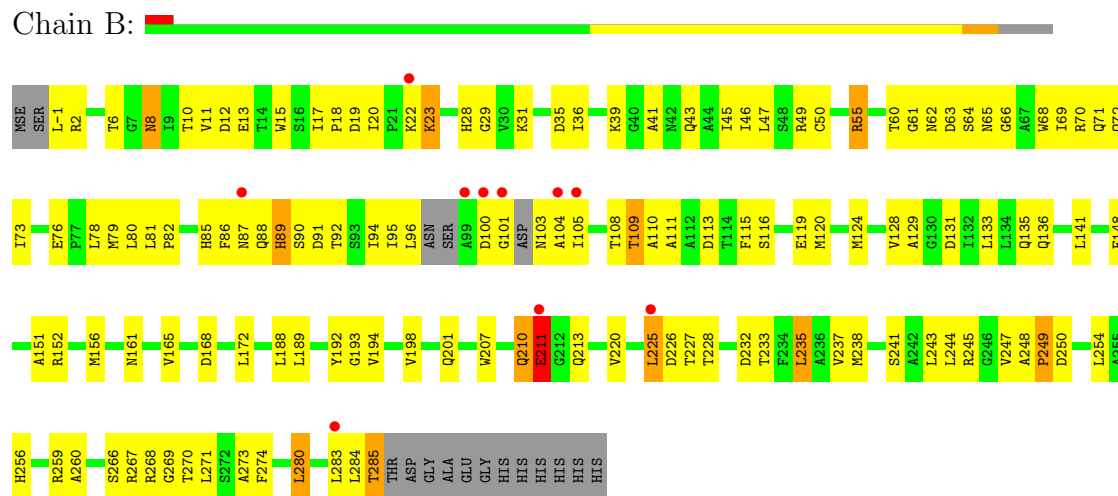 Chain B:
MSE SER L-1 R2 T6 G7 N8 I9 T10 V11 D12 E13 T14 W15 S16 I17 P18 D19 I20 P21 K22 K23 H28 G29 V30 K31 D35 I36 K39 G40 A41 N42 Q43 A44 I45 I46 L47 S48 R49 C50 R55 T60 G61 N62 D63 S64 N65 G66 A67 W68 I69 R70 Q71
I73 E76 P77 L78 M79 L80 L81 P82 H85 F86 N87 Q88 H89 S90 D91 T92 S93 I94 I95 L96 ASN SER A99 D100 G101 ASP N103 A104 I105 T108 T109 A110 A111 A112 D113 T114 F115 S116 E119 M120 M124 V128 A129 G130 D131 I132 L133 L134 Q135 Q136 L141
A151 R152 M156 N161 V165 D168 L172 L188 L189 Y192 G193 V194 V198 Q201 W207 Q210 E211 G212 Q213 V220 L225 D226 T227 T228 D232 T233 F234 L235 A236 V237 M238 S241 A242 L243 L244 R245 G246 V247 A248 P249 D250 L254
H256 R259 A260 S266 R267 R268 G269 T270 L271 S272 A273 F274 L280 L283 L284 T285 THR ASP GLY ALA GLU GLY HIS HIS HIS HIS HIS HIS